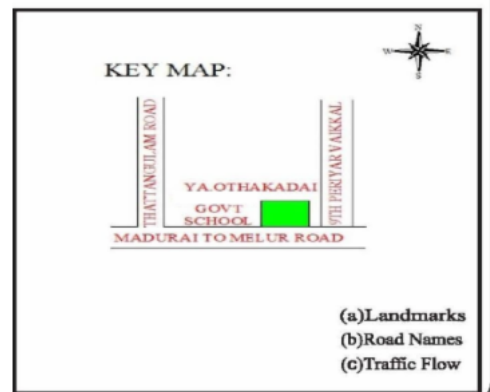 N
W E
S
KEY MAP:
THATTANGULAM ROAD
9TH PERIYAR VAIKKAL
YA.OTHAKADAI
GOVT
SCHOOL
MADURAI TO MELUR ROAD
(a)Landmarks
(b)Road Names
(c)Traffic Flow